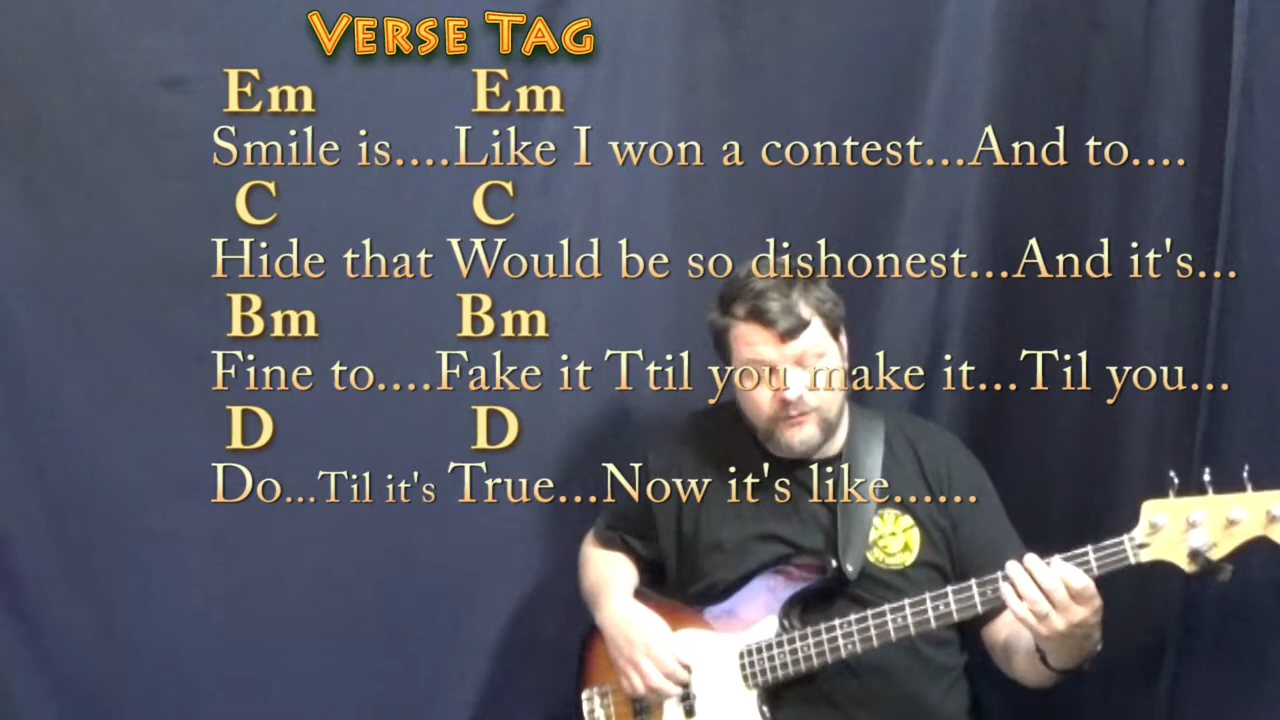 VERSE TAG
Em Em
Smile is....Like I won a contest...And to....
C C
Hide that Would be so dishonest...And it's...
Bm Bm
Fine to....Fake it Ttil you make it...Til you...
D D
Do...Til it's True...Now it's like......